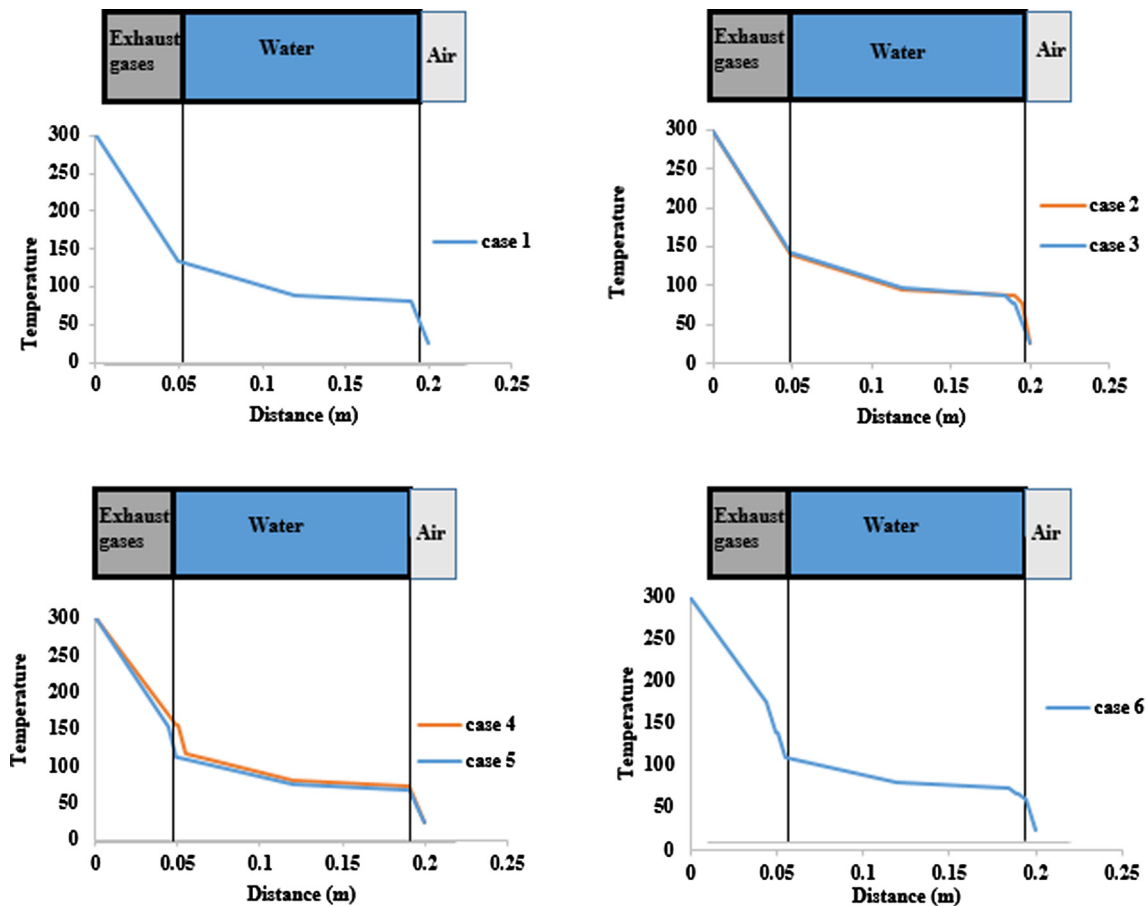 Exhaust
gases
Water
Air
300
250
200
150
100
50
0
Temperature
0
0.05
0.1
0.15
0.2
0.25
Distance (m)
case 1
Exhaust
gases
Water
Air
300
250
200
150
100
50
0
Temperature
0
0.05
0.1
0.15
0.2
0.25
Distance (m)
case 2
case 3
Exhaust
gases
Water
Air
300
250
200
150
100
50
0
Temperature
0
0.05
0.1
0.15
0.2
0.25
Distance (m)
case 4
case 5
Exhaust
gases
Water
Air
300
250
200
150
100
50
0
Temperature
0
0.05
0.1
0.15
0.2
0.25
Distance (m)
case 6